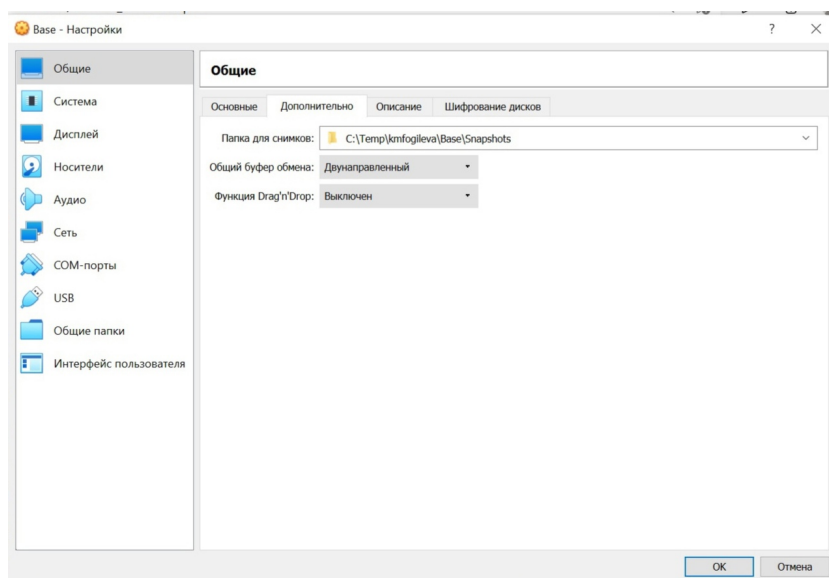 Base - Настройки
?
Общие
Система
Дисплей
Носители
Аудио
Сеть
COM-порты
USB
Общие папки
Интерфейс пользователя
Общие
Основные Дополнительно Описание Шифрование дисков
Папка для снимков: C:\Temp\kmfogileva\Base\Snapshots
Общий буфер обмена: Двунаправленный
Функция Drag'n'Drop: Выключен
OK Отмена